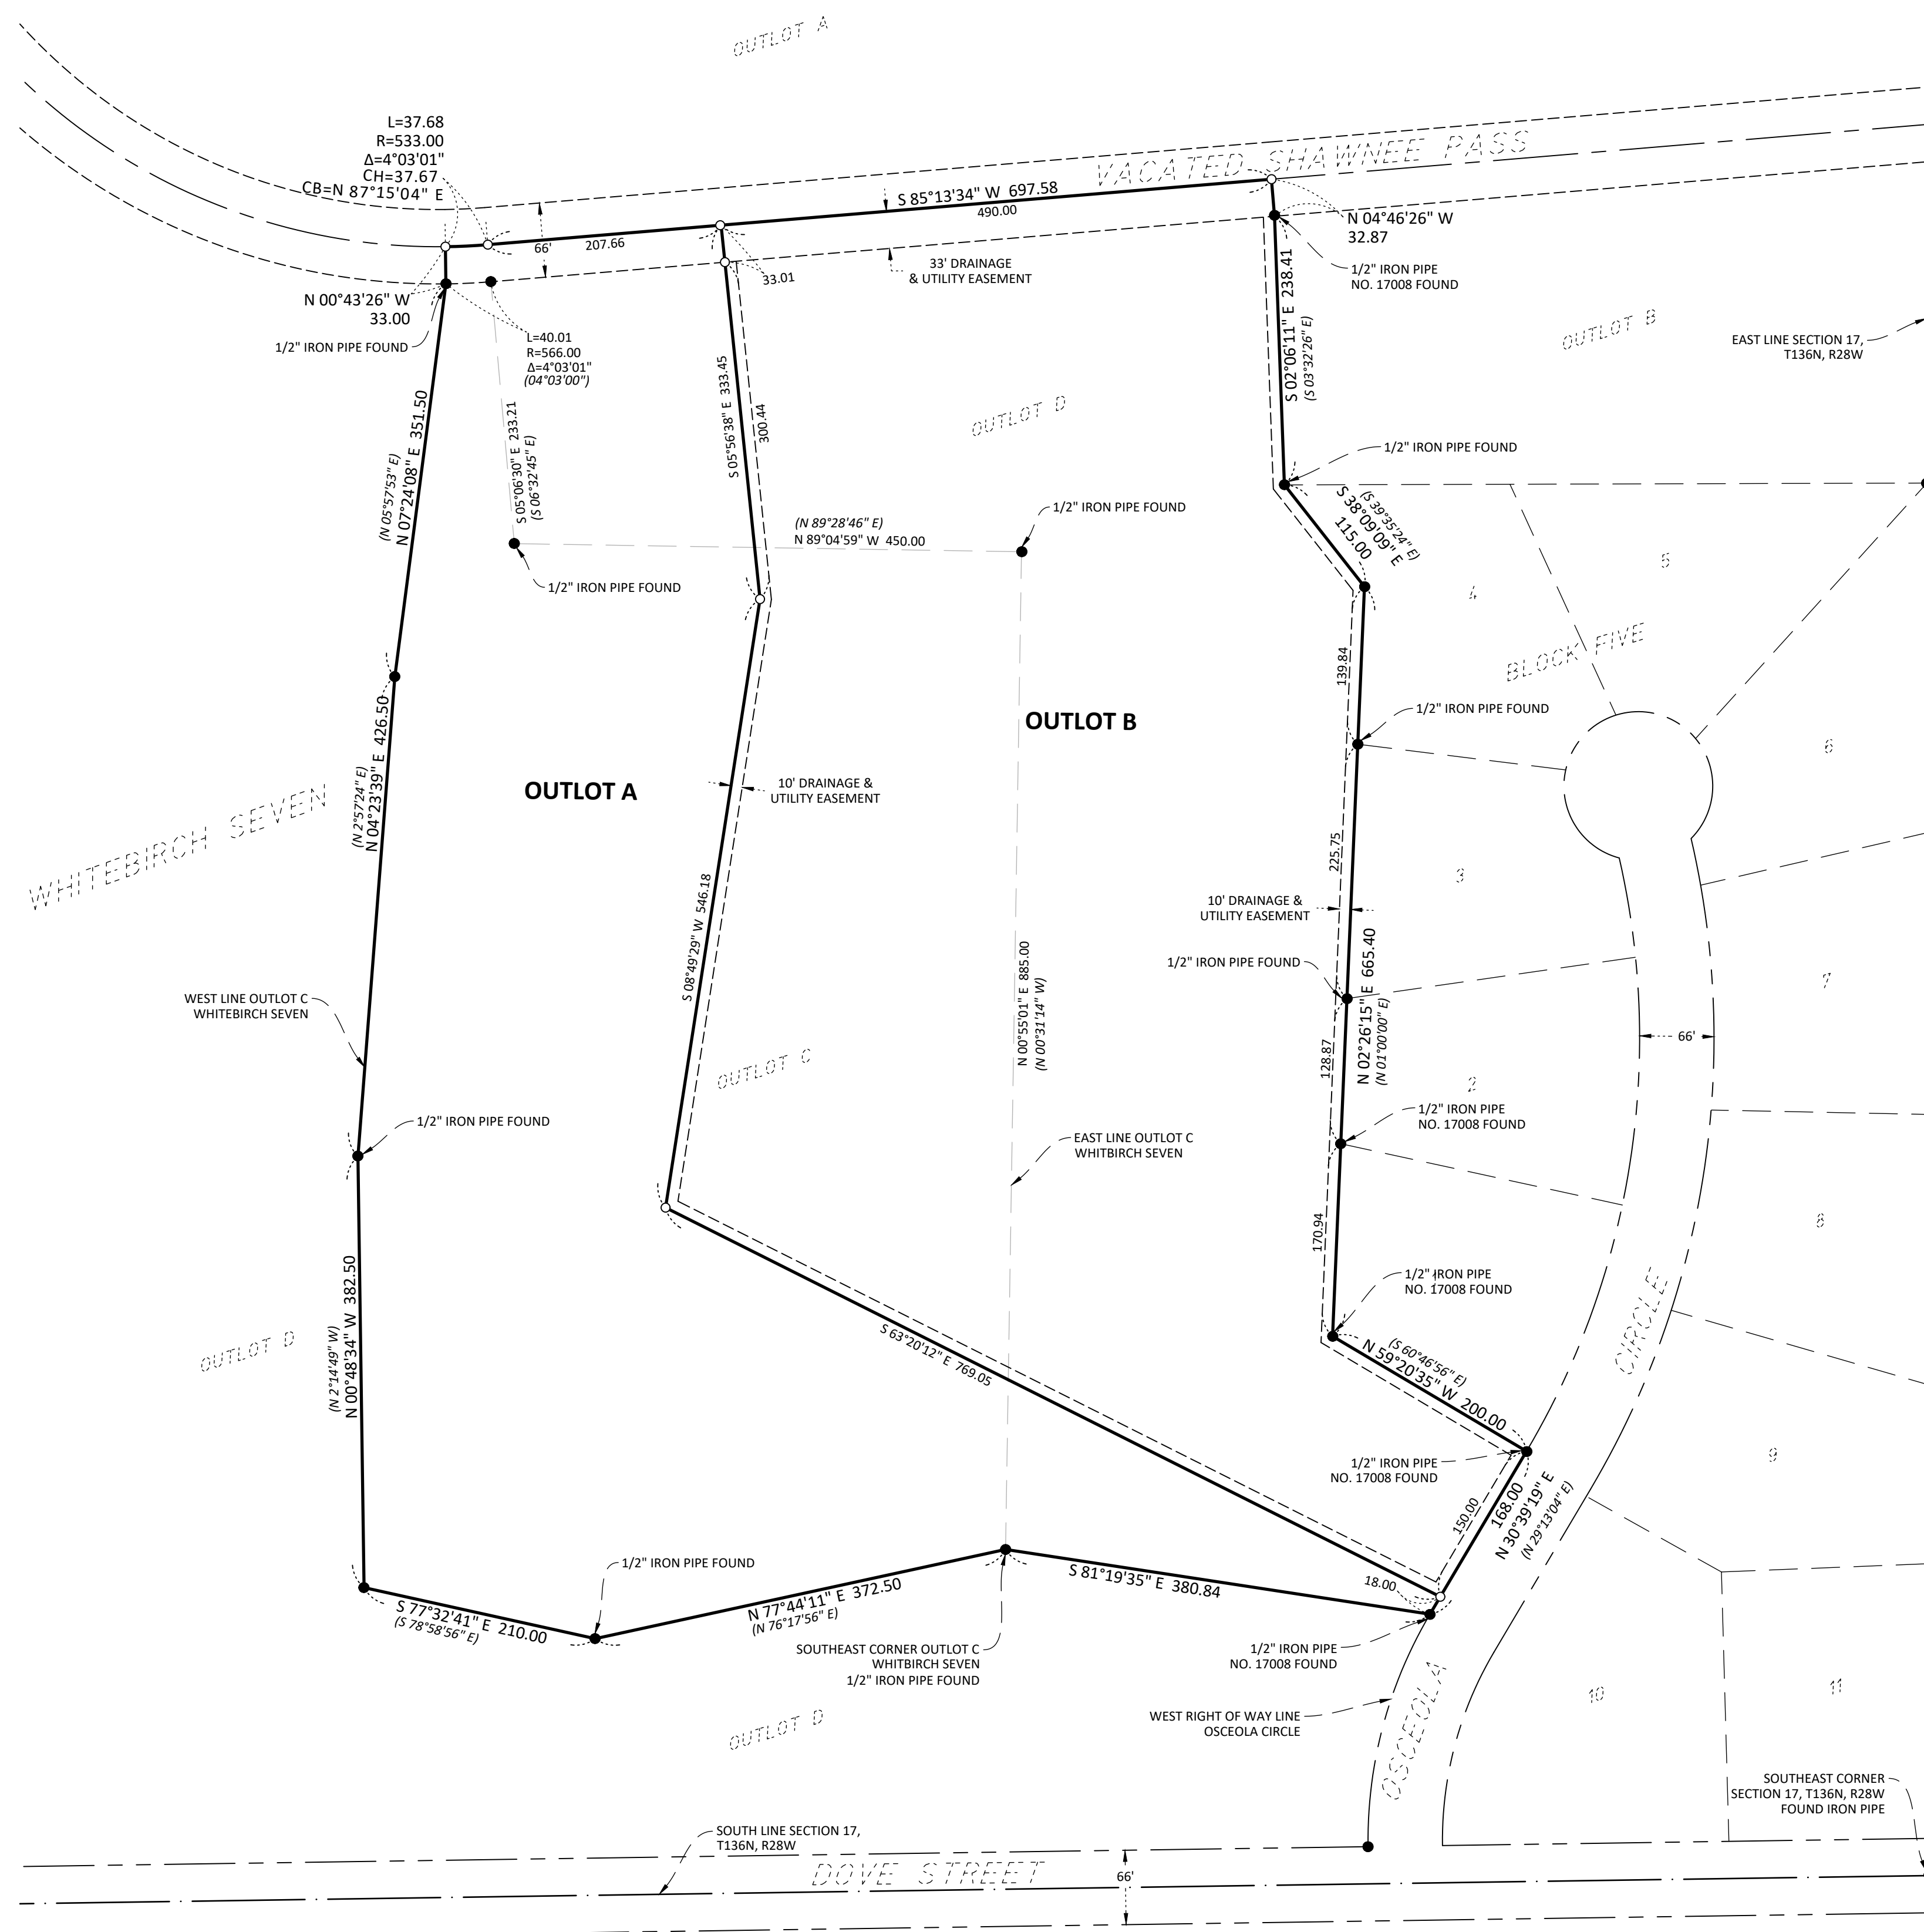 OUTLOT A
L=37.68
R=533.00
Δ=4°03'01"
CH=37.67
CB=N 87°15'04" E
VACATED SHAWNEE PASS
S 85°13'34" W 697.58
490.00
207.66
66'
33.01
33' DRAINAGE
& UTILITY EASEMENT
N 04°46'26" W
32.87
1/2" IRON PIPE
NO. 17008 FOUND
N 00°43'26" W
33.00
1/2" IRON PIPE FOUND
L=40.01
R=566.00
Δ=4°03'01"
(04°03'00")
S 02°06'11" E 238.41
(S 03°32'26" E)
OUTLOT B
EAST LINE SECTION 17,
T136N, R28W
N 07°24'08" E 351.50
(N 05°57'53" E)
S 05°06'30" E 233.21
(S 06°32'45" E)
S 05°56'38" E 333.45
300.44
OUTLOT D
1/2" IRON PIPE FOUND
S 38°09'09" E
115.00
(S 39°35'24" E)
(N 89°28'46" E)
N 89°04'59" W 450.00
1/2" IRON PIPE FOUND
1/2" IRON PIPE FOUND
5
4
BLOCK FIVE
139.84
1/2" IRON PIPE FOUND
6
OUTLOT B
OUTLOT A
N 04°23'39" E 426.50
(N 2°57'24" E)
10' DRAINAGE &
UTILITY EASEMENT
WHITEBIRCH SEVEN
S 08°49'29" W 546.18
225.75
3
10' DRAINAGE &
UTILITY EASEMENT
1/2" IRON PIPE FOUND
N 02°26'15" E 665.40
(N 01°00'00" E)
7
WEST LINE OUTLOT C
WHITEBIRCH SEVEN
N 00°55'01" E 885.00
(N 00°31'14" W)
66'
OUTLOT C
128.87
2
1/2" IRON PIPE FOUND
1/2" IRON PIPE
NO. 17008 FOUND
EAST LINE OUTLOT C
WHITBIRCH SEVEN
170.94
8
1/2" IRON PIPE
NO. 17008 FOUND
CIRCLE
N 00°48'34" W 382.50
(N 2°14'49" W)
OUTLOT D
S 63°20'12" E 769.05
(S 60°46'56" E)
N 59°20'35" W 200.00
1/2" IRON PIPE
NO. 17008 FOUND
9
150.00
168.00
N 30°39'19" E
(N 29°13'04" E)
1/2" IRON PIPE FOUND
S 81°19'35" E 380.84
18.00
N 77°44'11" E 372.50
(N 76°17'56" E)
S 77°32'41" E 210.00
(S 78°58'56" E)
SOUTHEAST CORNER OUTLOT C
WHITBIRCH SEVEN
1/2" IRON PIPE FOUND
1/2" IRON PIPE
NO. 17008 FOUND
OUTLOT D
WEST RIGHT OF WAY LINE
OSCEOLA CIRCLE
OSCEOLA
10
11
SOUTHEAST CORNER
SECTION 17, T136N, R28W
FOUND IRON PIPE
SOUTH LINE SECTION 17,
T136N, R28W
DOVE STREET
66'